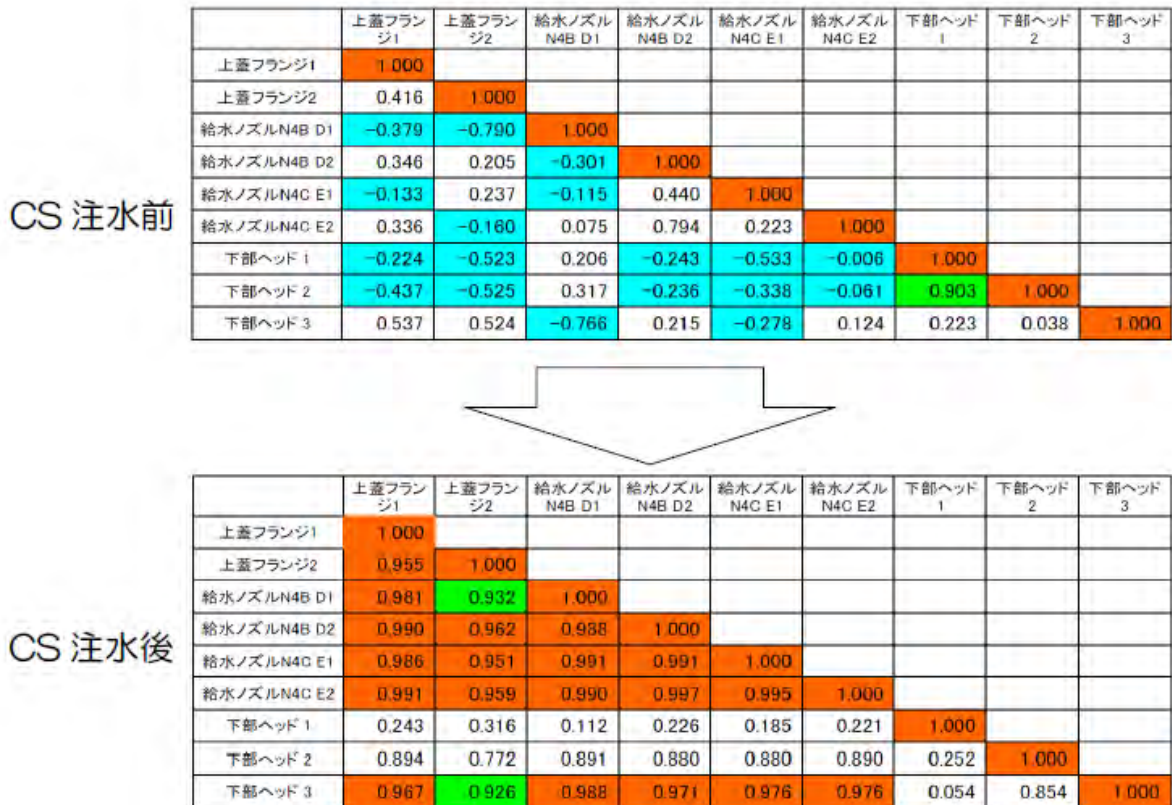 上蓋フランジ1 上蓋フランジ2 給水ノズルN4B D1 給水ノズルN4B D2 給水ノズルN4C E1 給水ノズルN4C E2 下部ヘッド1 下部ヘッド2 下部ヘッド3
上蓋フランジ1 1.000
上蓋フランジ2 0.416 1.000
給水ノズルN4B D1 -0.379 -0.790 1.000
給水ノズルN4B D2 0.346 0.205 -0.301 1.000
給水ノズルN4C E1 -0.133 0.237 -0.115 0.440 1.000
CS 注水前
給水ノズルN4C E2 0.336 -0.160 0.075 0.794 0.223 1.000
下部ヘッド1 -0.224 -0.523 0.206 -0.243 -0.533 -0.006 1.000
下部ヘッド2 -0.437 -0.525 0.317 -0.236 -0.338 -0.061 0.903 1.000
下部ヘッド3 0.537 0.524 -0.766 0.215 -0.278 0.124 0.223 0.038 1.000
上蓋フランジ1 上蓋フランジ2 給水ノズルN4B D1 給水ノズルN4B D2 給水ノズルN4C E1 給水ノズルN4C E2 下部ヘッド1 下部ヘッド2 下部ヘッド3
上蓋フランジ1 1.000
上蓋フランジ2 0.955 1.000
給水ノズルN4B D1 0.981 0.932 1.000
給水ノズルN4B D2 0.990 0.962 0.988 1.000
CS 注水後
給水ノズルN4C E1 0.986 0.951 0.991 0.991 1.000
給水ノズルN4C E2 0.991 0.959 0.990 0.997 0.995 1.000
下部ヘッド1 0.243 0.316 0.112 0.226 0.185 0.221 1.000
下部ヘッド2 0.894 0.772 0.891 0.880 0.880 0.890 0.252 1.000
下部ヘッド3 0.967 0.926 0.988 0.971 0.976 0.976 0.054 0.854 1.000